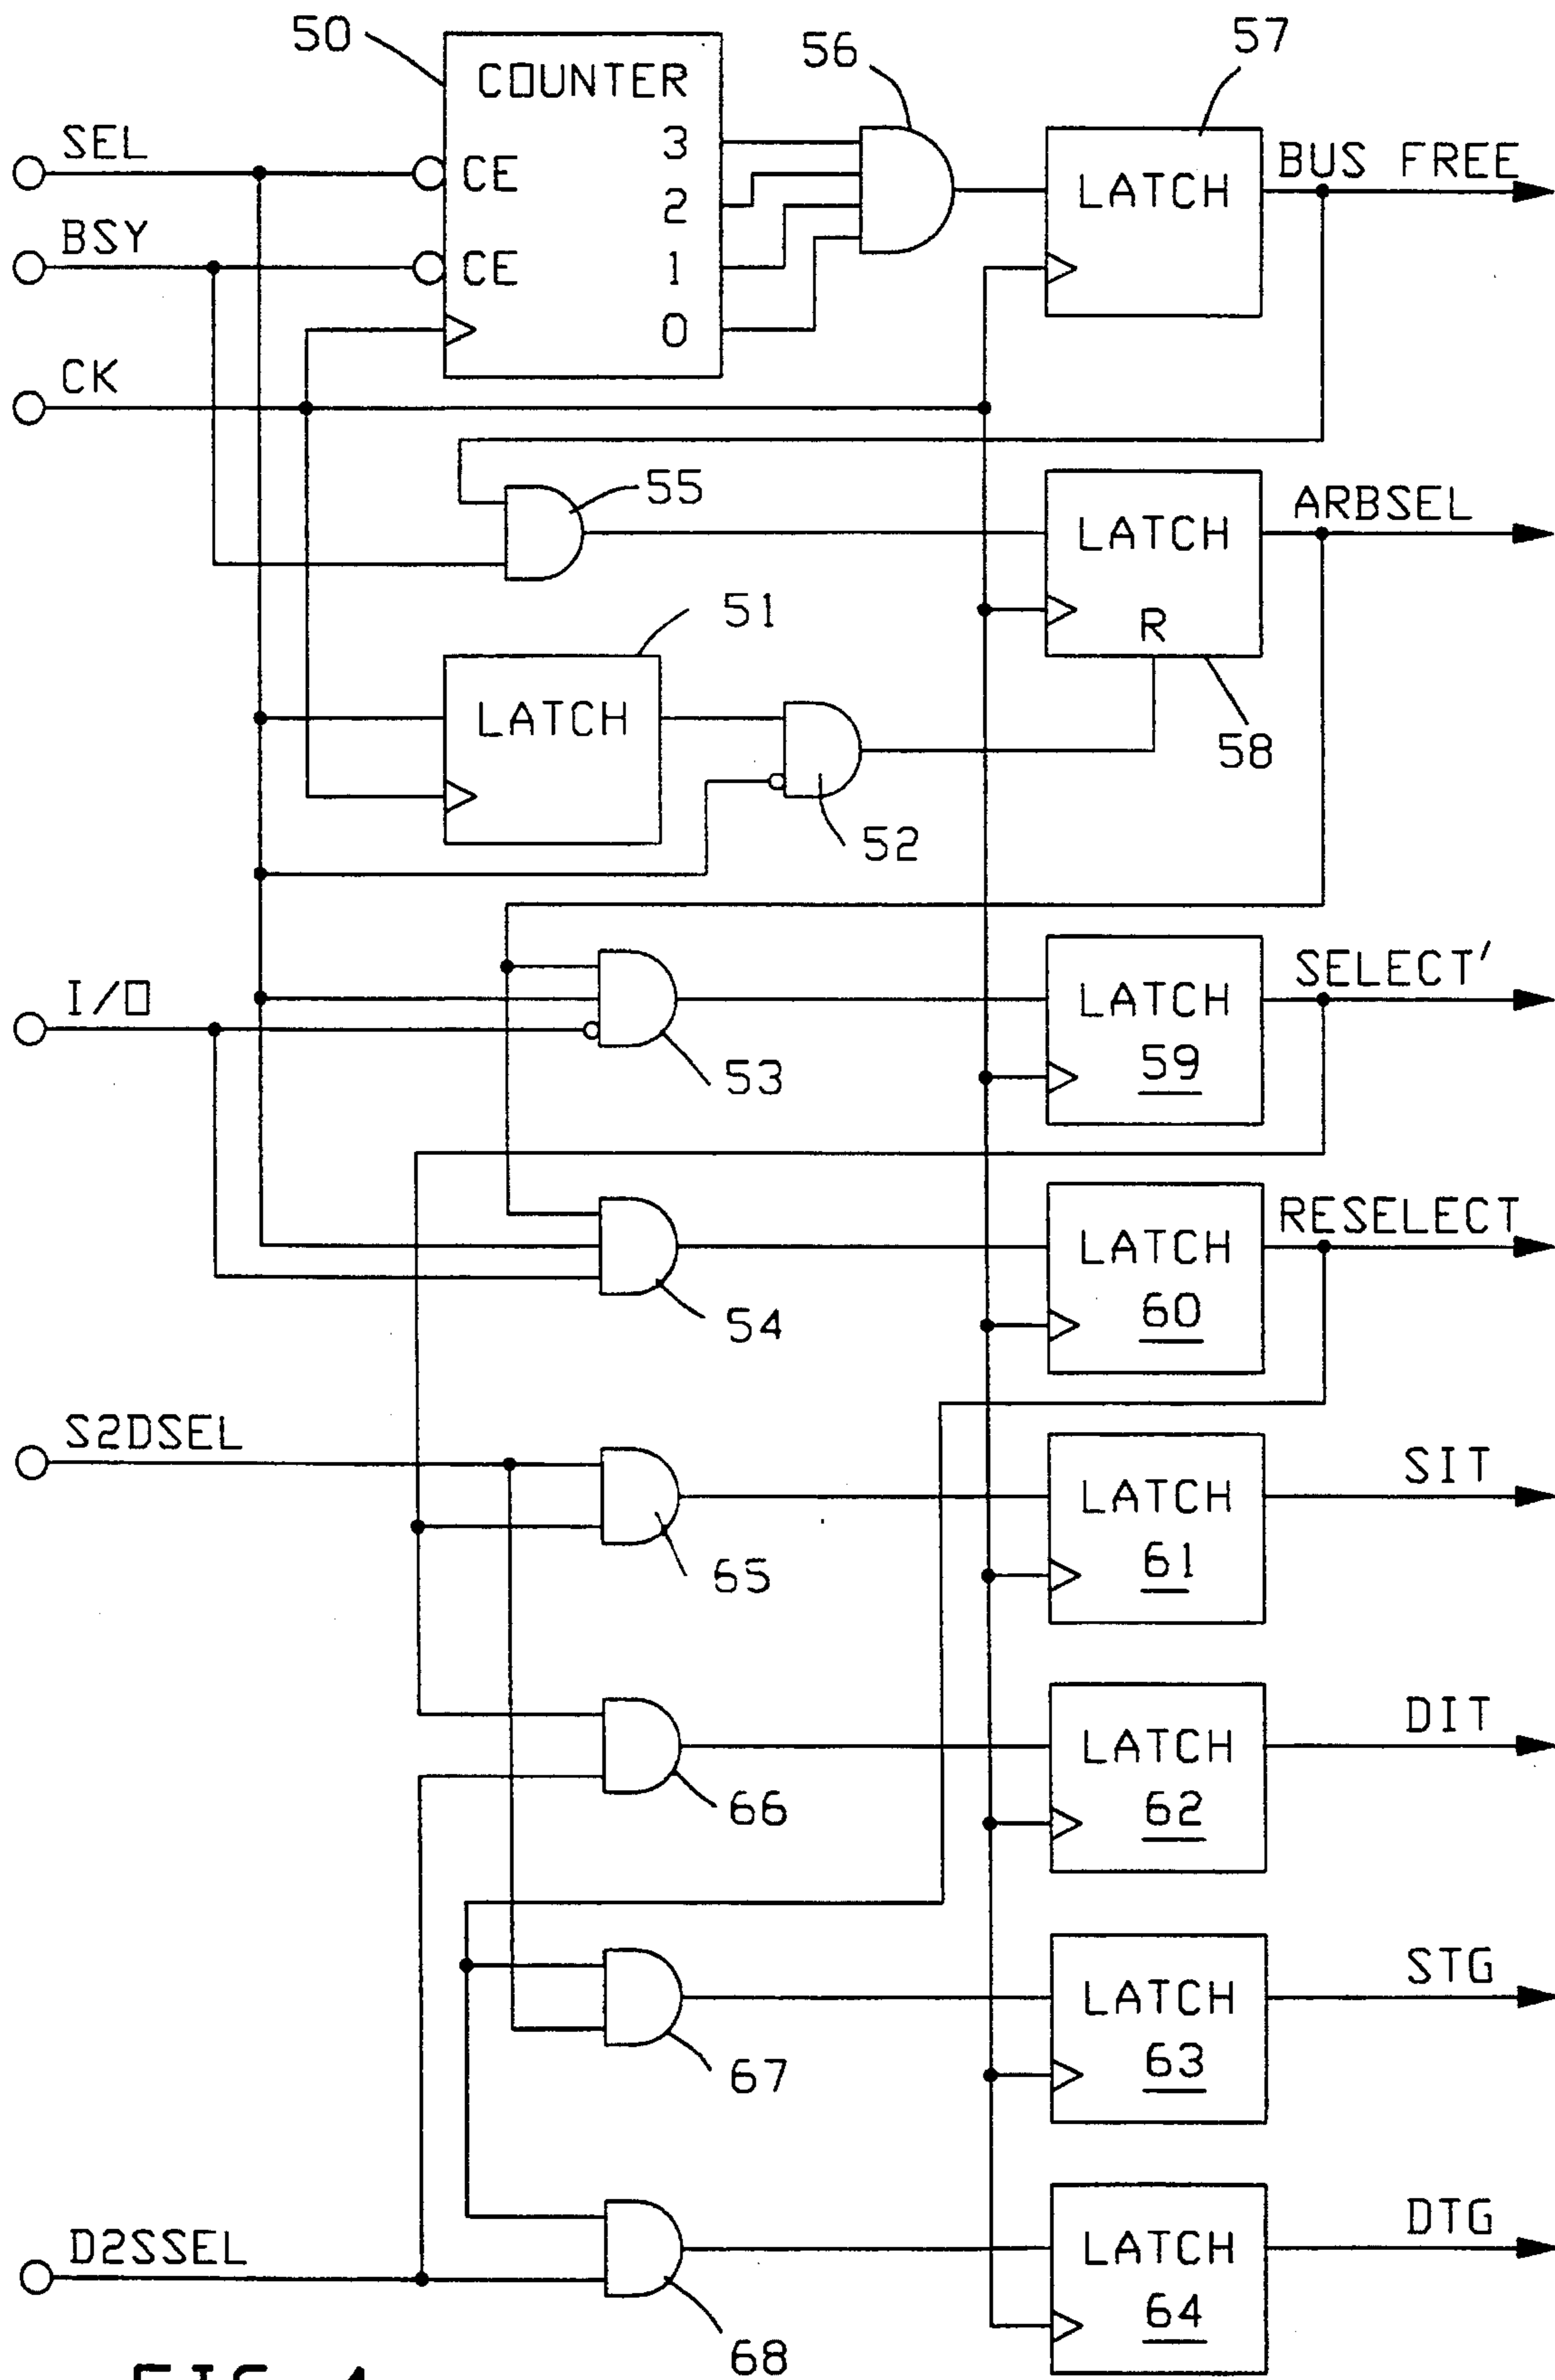 50
COUNTER
56
57
SEL
CE
3
2
LATCH
BUS FREE
BSY
CE
1
0
CK
55
LATCH
ARBSEL
R
51
58
LATCH
52
I/O
53
LATCH
59
SELECT'
54
LATCH
60
RESELECT
S2DSEL
65
LATCH
61
SIT
66
LATCH
62
DIT
67
LATCH
63
STG
D2SSEL
68
LATCH
64
DTG